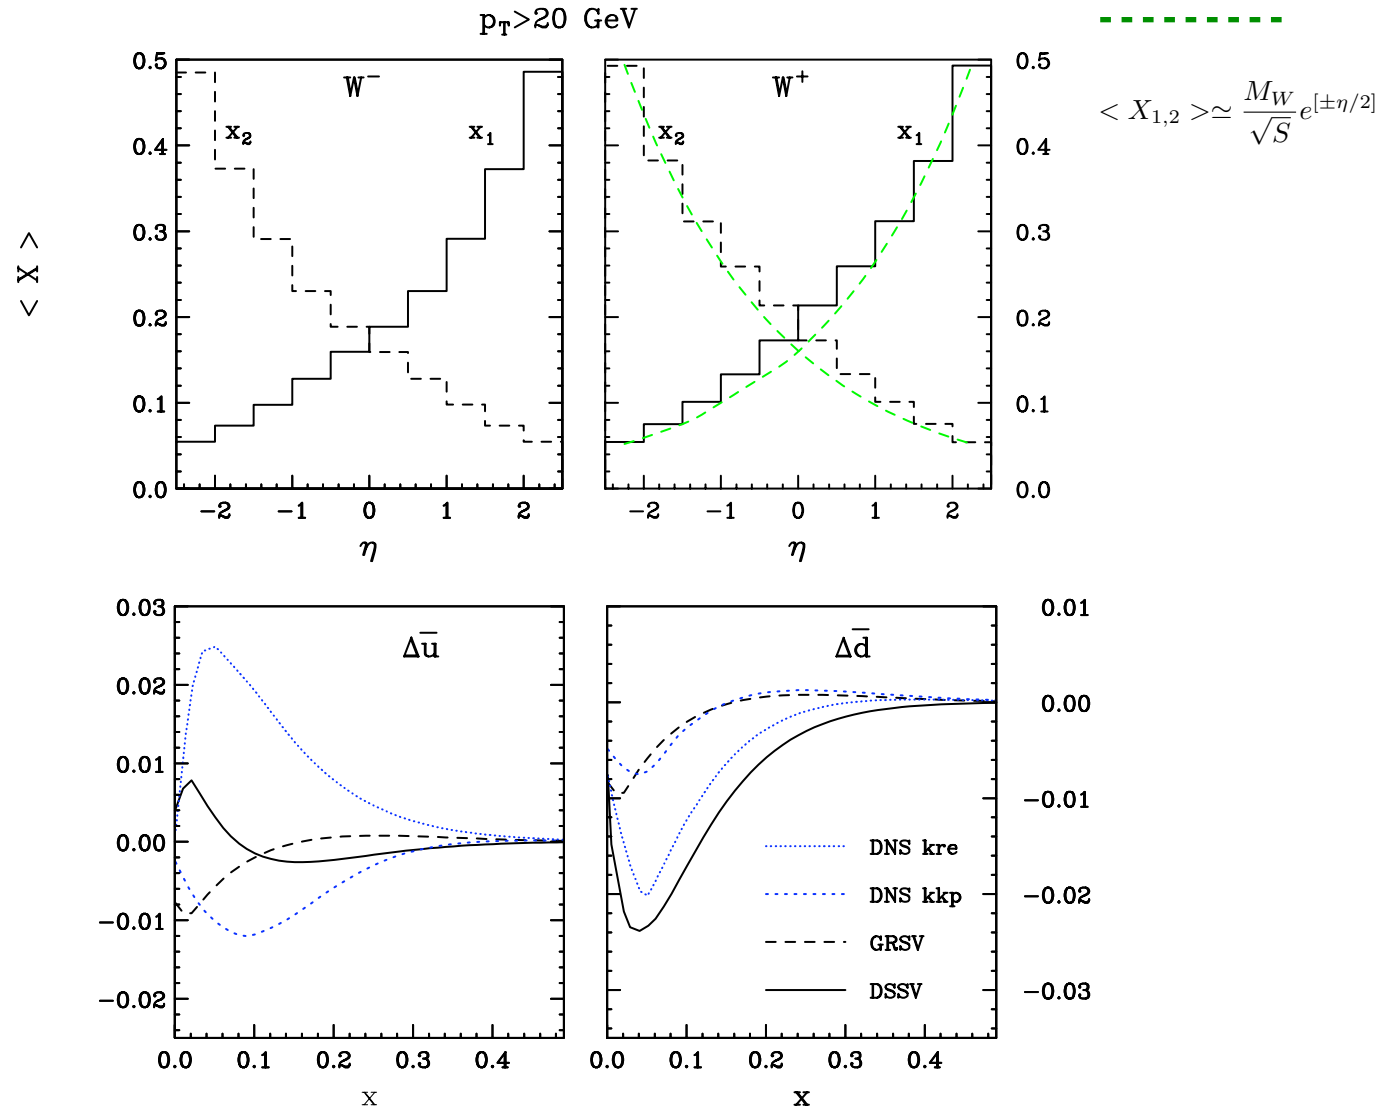 p_T>20 GeV
< X_{1,2} >≃ \frac{M_W}{\sqrt{S}} e^{[±η/2]}
< X >
0.5
0.4
0.3
0.2
0.1
0.0
W^-
x_2
x_1
−2 −1 0 1 2
η
W^+
x_2
x_1
0.5
0.4
0.3
0.2
0.1
0.0
−2 −1 0 1 2
η
0.03
0.02
0.01
0.00
−0.01
−0.02
Δu̅
0.0 0.1 0.2 0.3 0.4
x
Δd̅
DNS kre
DNS kkp
GRSV
DSSV
0.01
0.00
−0.01
−0.02
−0.03
0.0 0.1 0.2 0.3 0.4
x